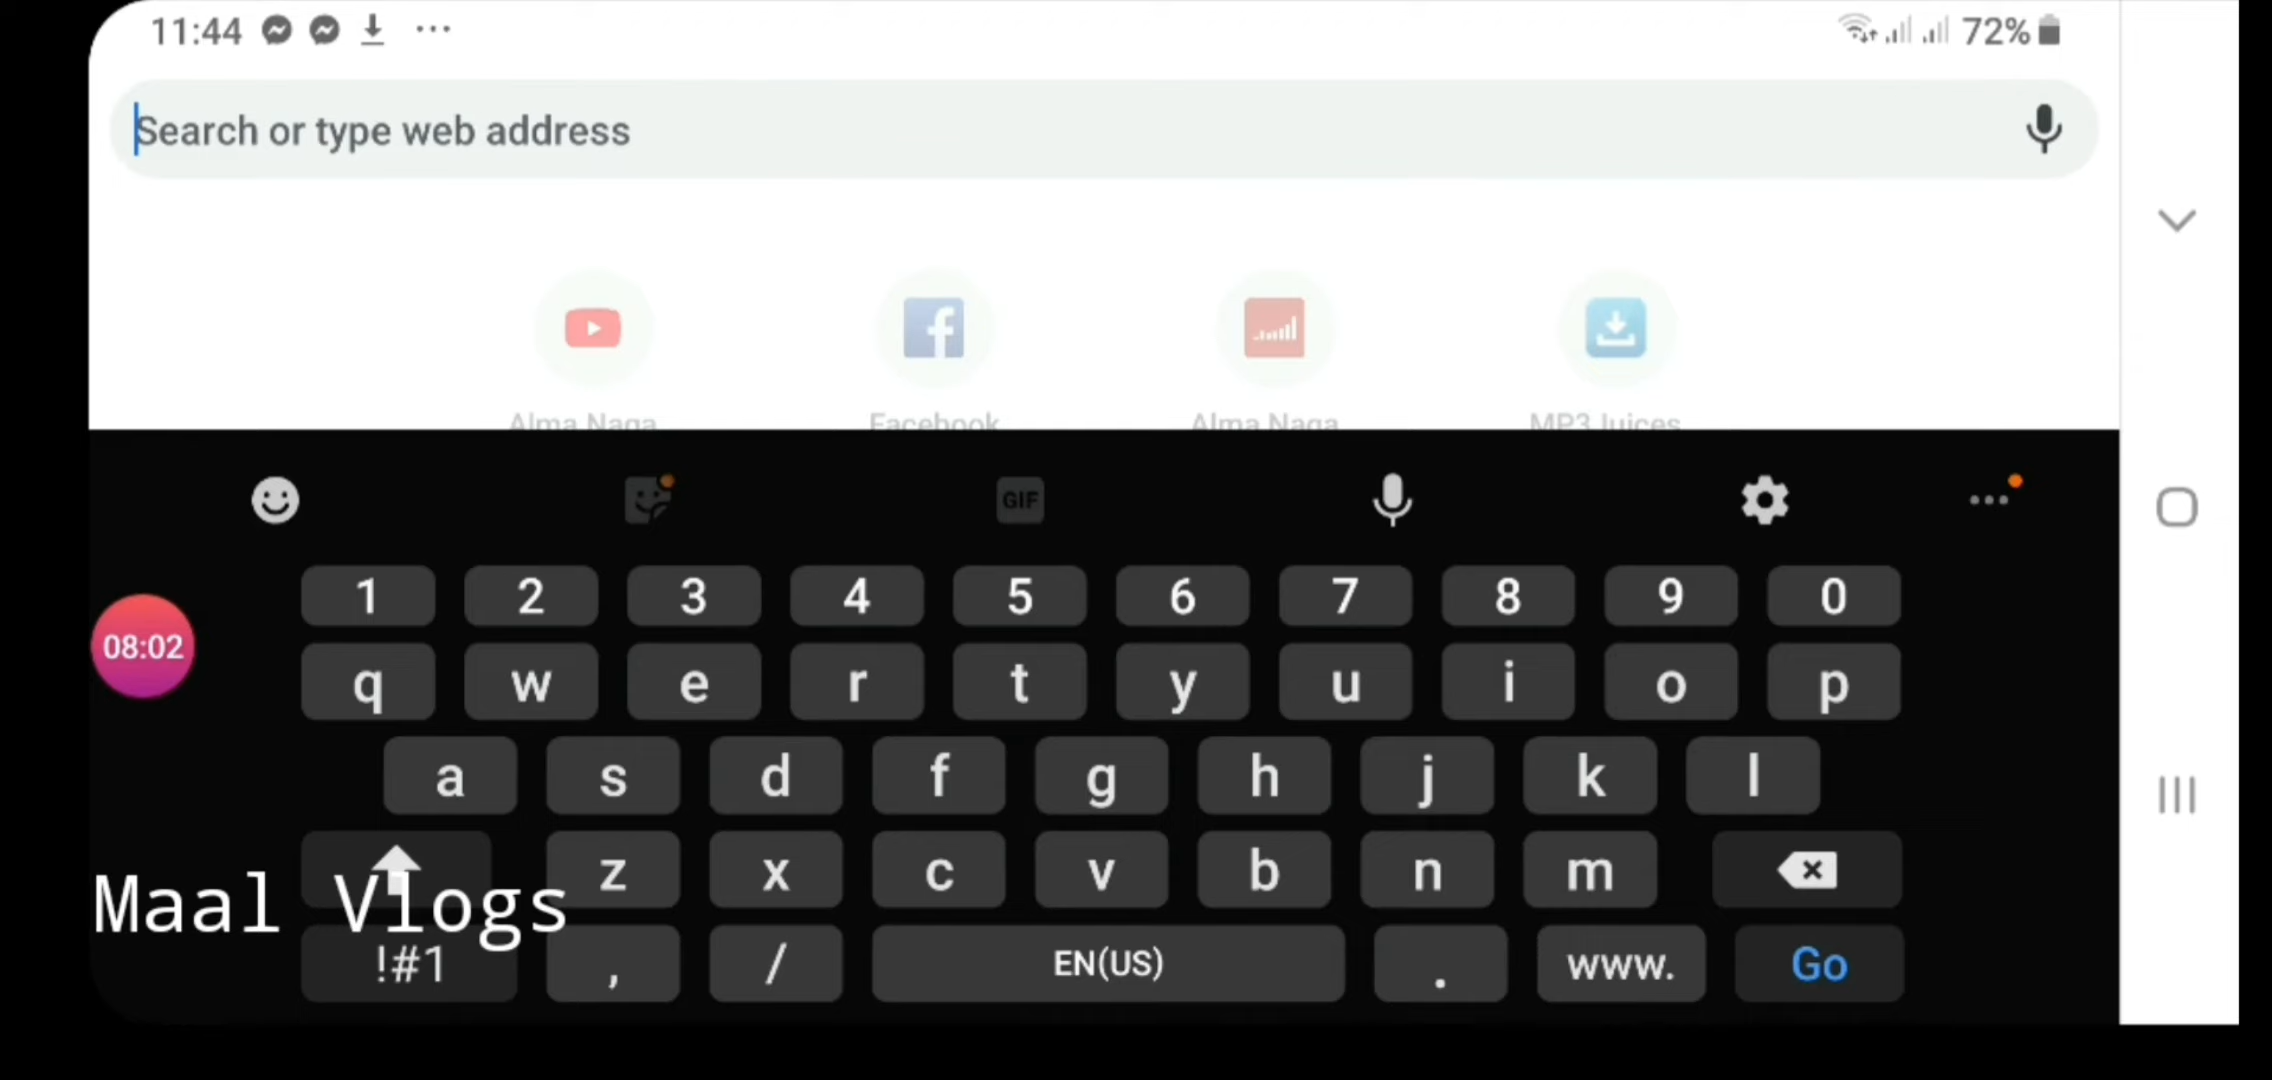 11:44 72%
Search or type web address
Alma Naga Facebook Alma Naga MP3 Juices
GIF
1 2 3 4 5 6 7 8 9 0
08:02
q w e r t y u i o p
a s d f g h j k l
z x c v b n m
Maal Vlogs
!#1 , / EN(US) . www. Go